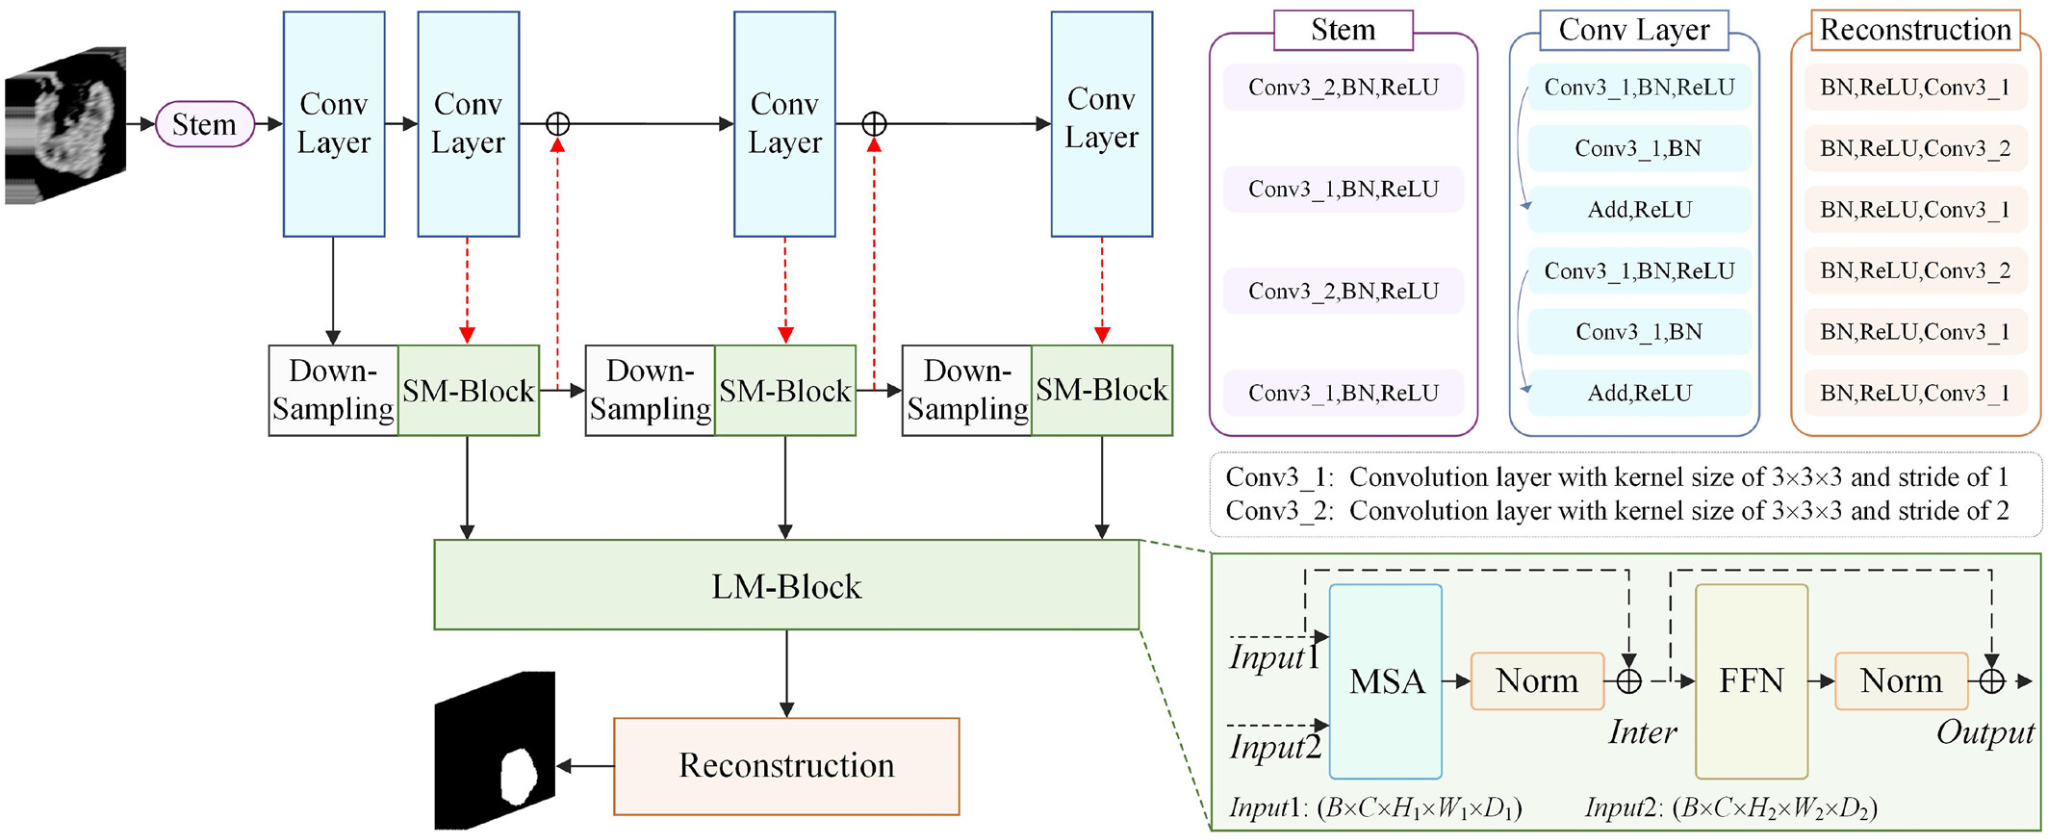 Stem
Conv
Layer
Conv
Layer
Conv
Layer
Conv
Layer
Down-
Sampling
SM-Block
Down-
Sampling
SM-Block
Down-
Sampling
SM-Block
LM-Block
Reconstruction
Stem
Conv3_2,BN,ReLU
Conv3_1,BN,ReLU
Conv3_2,BN,ReLU
Conv3_1,BN,ReLU
Conv Layer
Conv3_1,BN,ReLU
Conv3_1,BN
Add,ReLU
Conv3_1,BN,ReLU
Conv3_1,BN
Add,ReLU
Reconstruction
BN,ReLU,Conv3_1
BN,ReLU,Conv3_2
BN,ReLU,Conv3_1
BN,ReLU,Conv3_2
BN,ReLU,Conv3_1
BN,ReLU,Conv3_1
Conv3_1: Convolution layer with kernel size of 3×3×3 and stride of 1
Conv3_2: Convolution layer with kernel size of 3×3×3 and stride of 2
Input1
Input2
MSA
Norm
Inter
FFN
Norm
Output
Input1: (B×C×H₁×W₁×D₁)
Input2: (B×C×H₂×W₂×D₂)